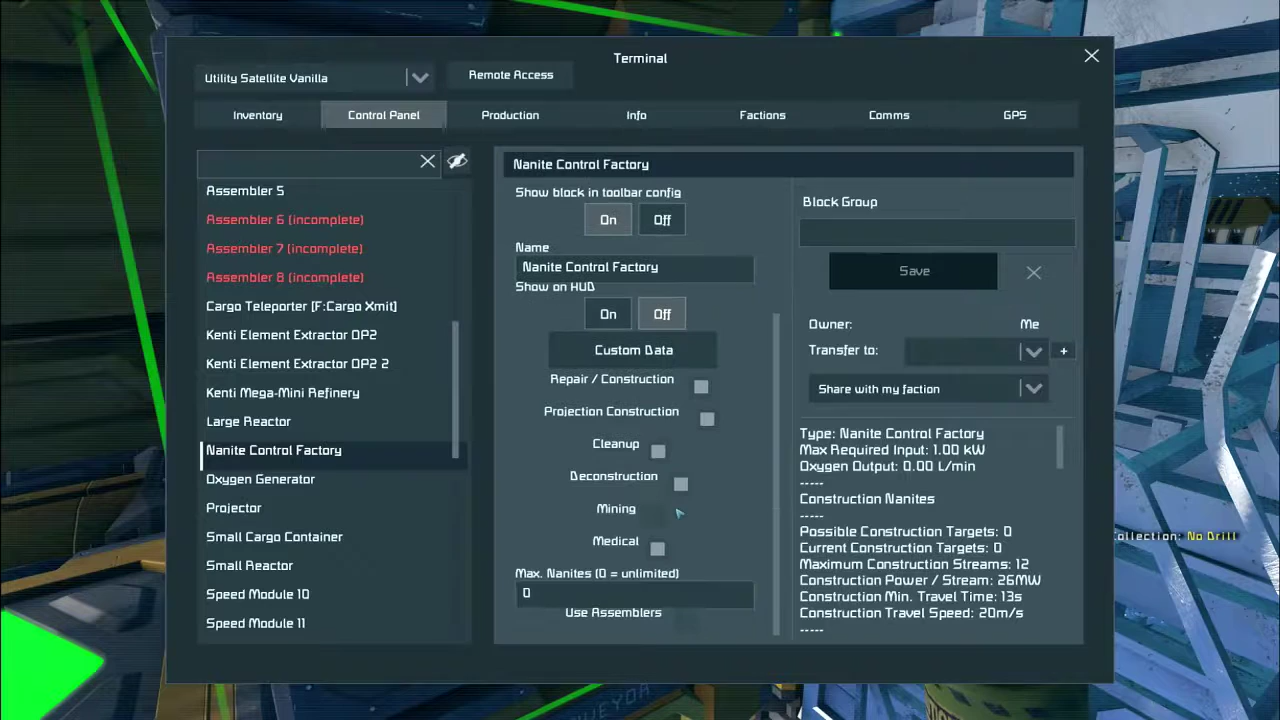 Terminal
Utility Satellite Vanilla
Remote Access
Inventory
Control Panel
Production
Info
Factions
Comms
GPS
Assembler 5
Assembler 6 (incomplete)
Assembler 7 (incomplete)
Assembler 8 (incomplete)
Cargo Teleporter [F:Cargo Xmit]
Kenti Element Extractor OP2
Kenti Element Extractor OP2 2
Kenti Mega-Mini Refinery
Large Reactor
Nanite Control Factory
Oxygen Generator
Projector
Small Cargo Container
Small Reactor
Speed Module 10
Speed Module 11
Nanite Control Factory
Show block in toolbar config
On Off
Name
Nanite Control Factory
Show on HUD
On Off
Custom Data
Repair / Construction
Projection Construction
Cleanup
Deconstruction
Mining
Medical
Max. Nanites (0 = unlimited)
0
Use Assemblers
Block Group
Save
Owner: Me
Transfer to: +
Share with my faction
Type: Nanite Control Factory
Max Required Input: 1.00 kW
Oxygen Output: 0.00 L/min
-----
Construction Nanites
-----
Possible Construction Targets: 0
Current Construction Targets: 0
Maximum Construction Streams: 12
Construction Power / Stream: 26MW
Construction Min. Travel Time: 13s
Construction Travel Speed: 20m/s
-----
ollection: No Drill